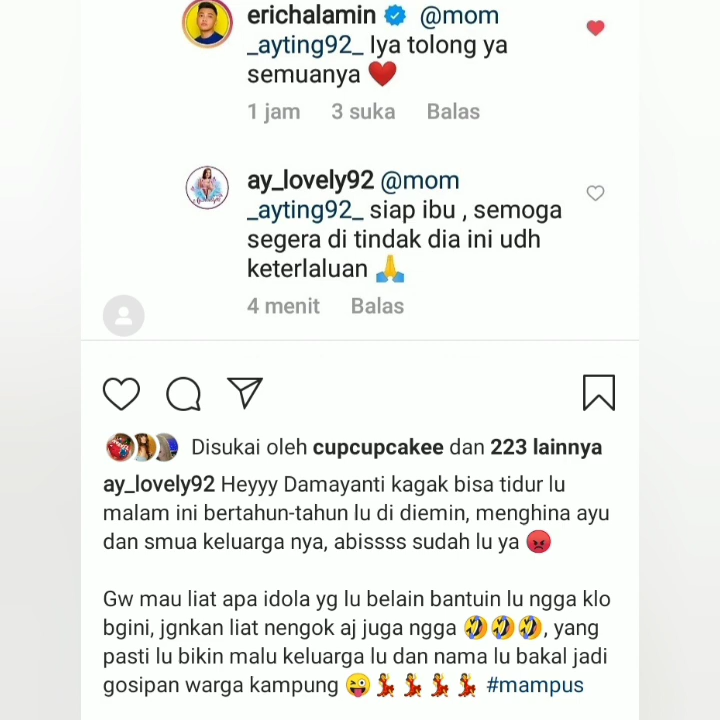 erichalamin @mom
_ayting92_ Iya tolong ya
semuanya ❤️
1 jam 3 suka Balas
ay_lovely92 @mom
_ayting92_ siap ibu , semoga
segera di tindak dia ini udh
keterlaluan 🙏
4 menit Balas
Disukai oleh cupcupcakee dan 223 lainnya
ay_lovely92 Heyyy Damayanti kagak bisa tidur lu
malam ini bertahun-tahun lu di diemin, menghina ayu
dan smua keluarga nya, abissss sudah lu ya 😡
Gw mau liat apa idola yg lu belain bantuin lu ngga klo
bgini, jgnkan liat nengok aj juga ngga 🤣🤣🤣, yang
pasti lu bikin malu keluarga lu dan nama lu bakal jadi
gosipan warga kampung 😜💃💃💃💃 #mampus